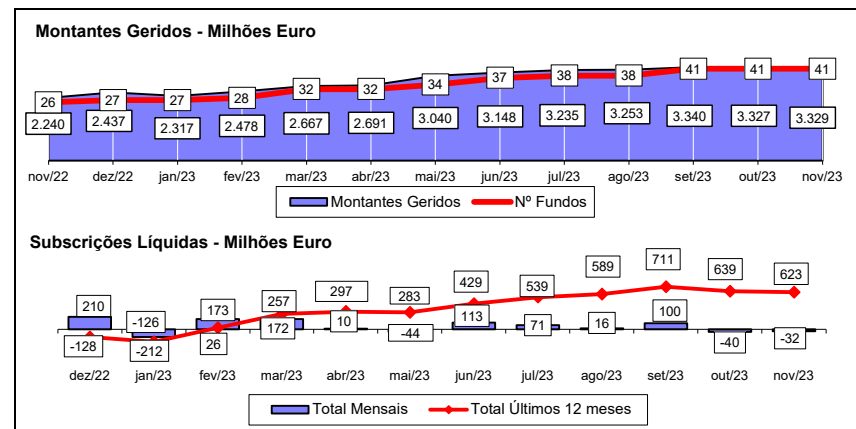 Montantes Geridos - Milhões Euro
26 27 27 28 32 32 34 37 38 38 41 41 41
2.240 2.437 2.317 2.478 2.667 2.691 3.040 3.148 3.235 3.253 3.340 3.327 3.329
nov/22 dez/22 jan/23 fev/23 mar/23 abr/23 mai/23 jun/23 jul/23 ago/23 set/23 out/23 nov/23
Montantes Geridos Nº Fundos
Subscrições Líquidas - Milhões Euro
210 -126 173 257 297 283 429 539 589 711 639 623
-128 -212 26 172 10 -44 113 71 16 100 -40 -32
dez/22 jan/23 fev/23 mar/23 abr/23 mai/23 jun/23 jul/23 ago/23 set/23 out/23 nov/23
Total Mensais Total Últimos 12 meses